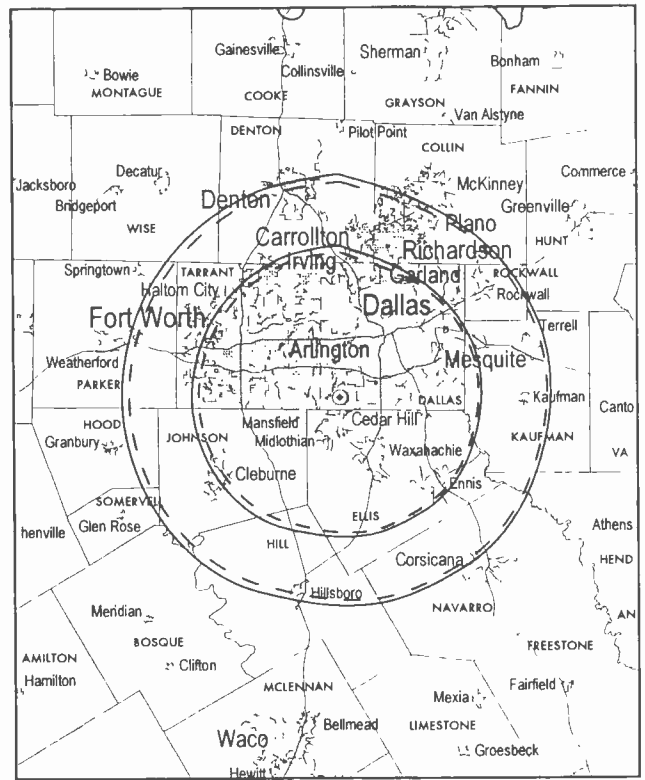 Gainesville
Sherman
Bonham
Bowie
Collinsville
MONTAGUE
COOKE
GRAYSON
FANNIN
Van Alstyne
DENTON
Pilot Point
COLLIN
Decatur
Commerce
Jacksboro
McKinney
Bridgeport
Denton
Greenville
WISE
Plano
Carrollton
HUNT
Richardson
Irving
Springtown
TARRANT
Garland
ROCKWALL
Haltom City
Rockwall
Dallas
Fort Worth
Terrell
Arlington
Mesquite
Weatherford
PARKER
DALLAS
Kaufman
Canto
HOOD
Mansfield
Cedar Hill
Granbury
JOHNSON
Midlothian
KAUFMAN
Waxahachie
VA
Cleburne
Ennis
SOMERVELL
ELLIS
Glen Rose
Athens
henville
HILL
Corsicana
HEND
Hillsboro
NAVARRO
Meridian
AN
BOSQUE
FREESTONE
AMILTON
Clifton
Hamilton
MCLENNAN
Fairfield
Mexia
Bellmead
LIMESTONE
Waco
Groesbeck
Hewitt